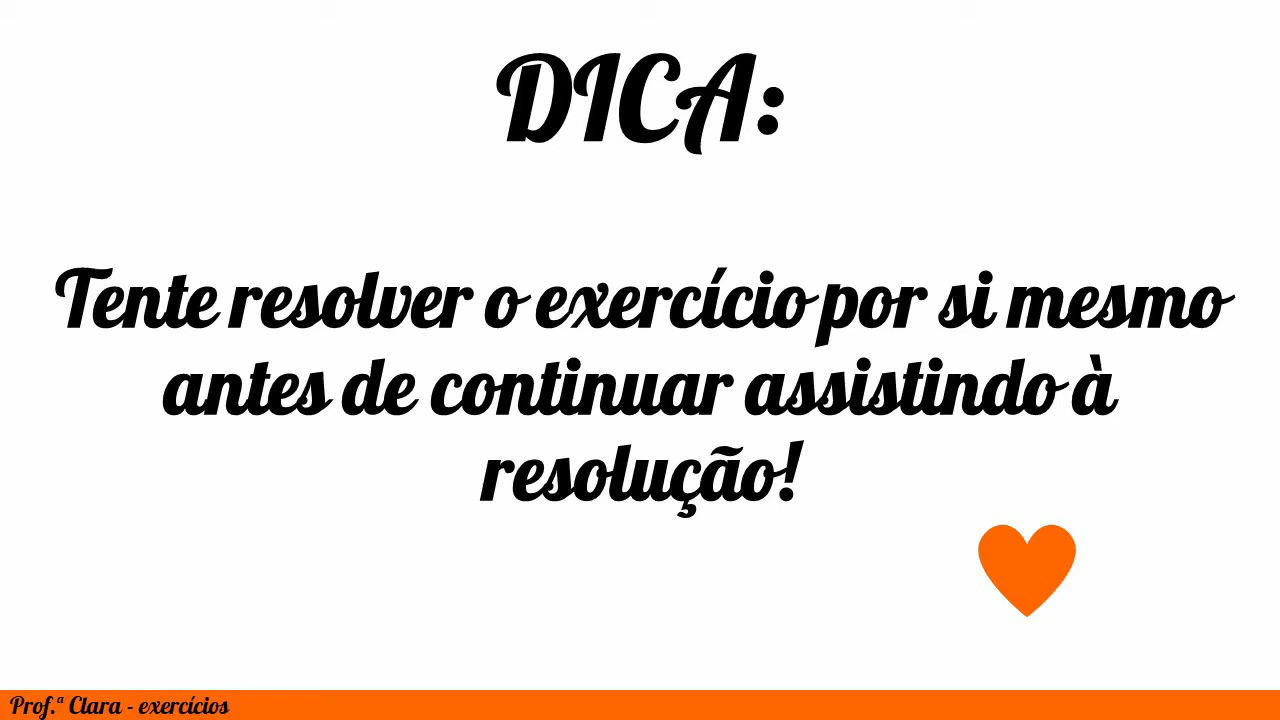 DICA:
Tente resolver o exercício por si mesmo
antes de continuar assistindo à
resolução!
Prof.ª Clara - exercícios